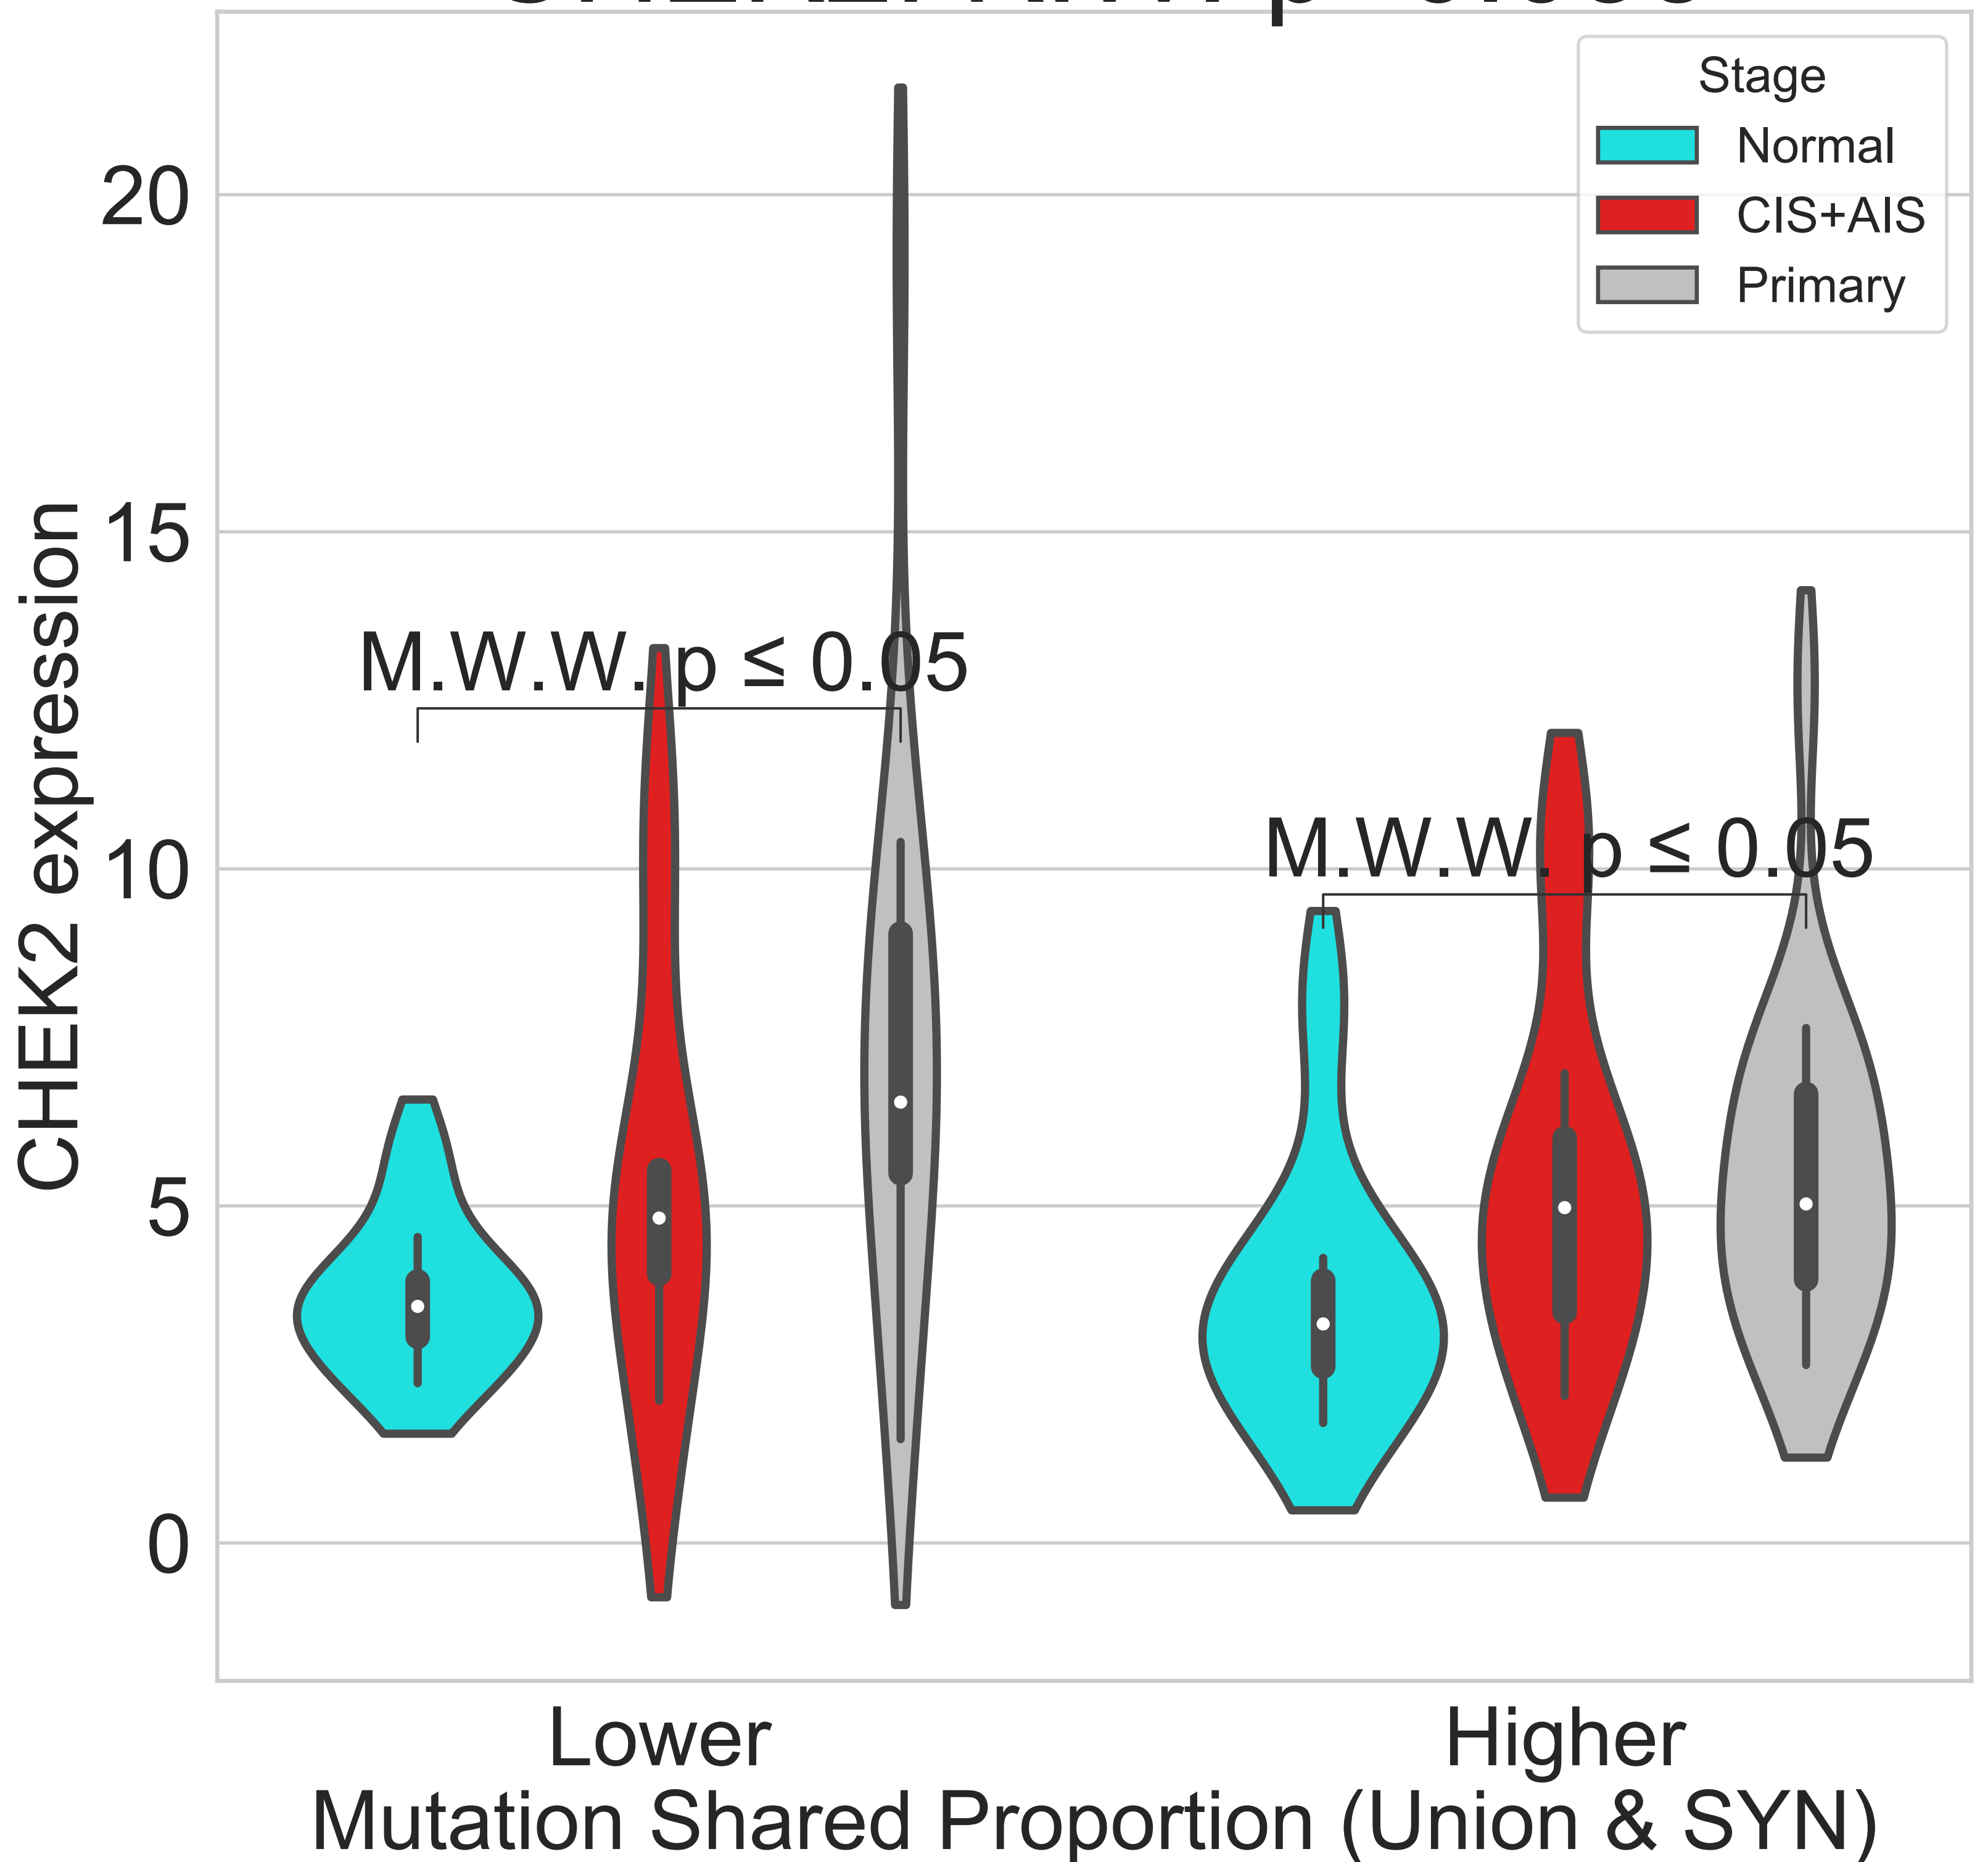 Stage
Normal
CIS+AIS
Primary
20
15
10
5
0
CHEK2 expression
M.W.W. p ≤ 0.05
M.W.W. p ≤ 0.05
Lower
Higher
Mutation Shared Proportion (Union & SYN)